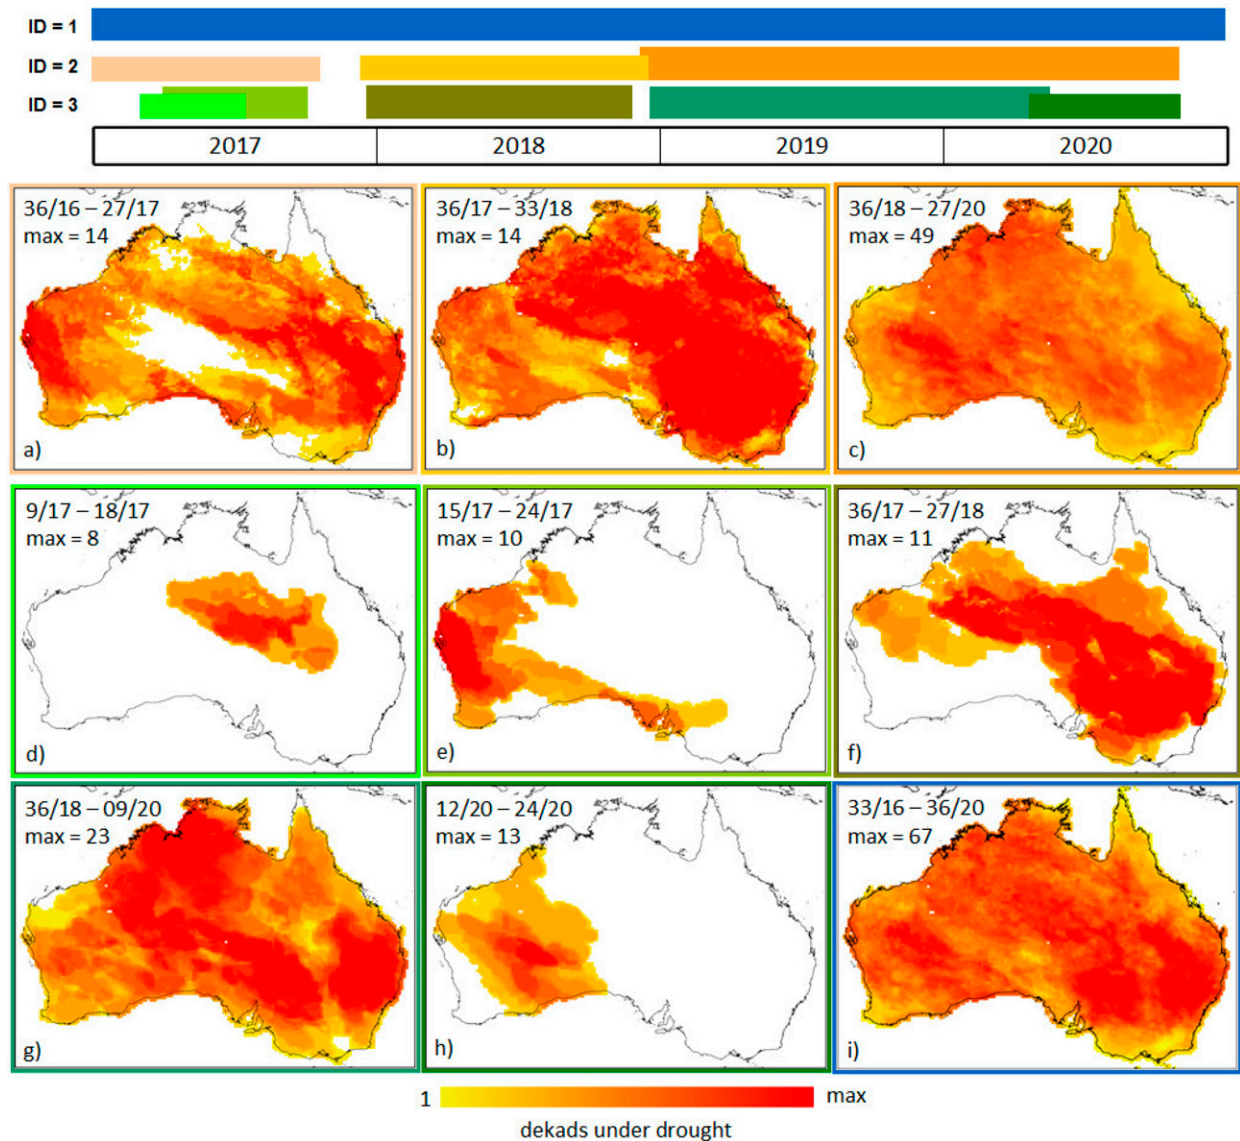 ID = 1
ID = 2
ID = 3
2017 2018 2019 2020
36/16 – 27/17
max = 14
a)
36/17 – 33/18
max = 14
b)
36/18 – 27/20
max = 49
c)
9/17 – 18/17
max = 8
d)
15/17 – 24/17
max = 10
e)
36/17 – 27/18
max = 11
f)
36/18 – 09/20
max = 23
g)
12/20 – 24/20
max = 13
h)
33/16 – 36/20
max = 67
i)
1 max
dekads under drought